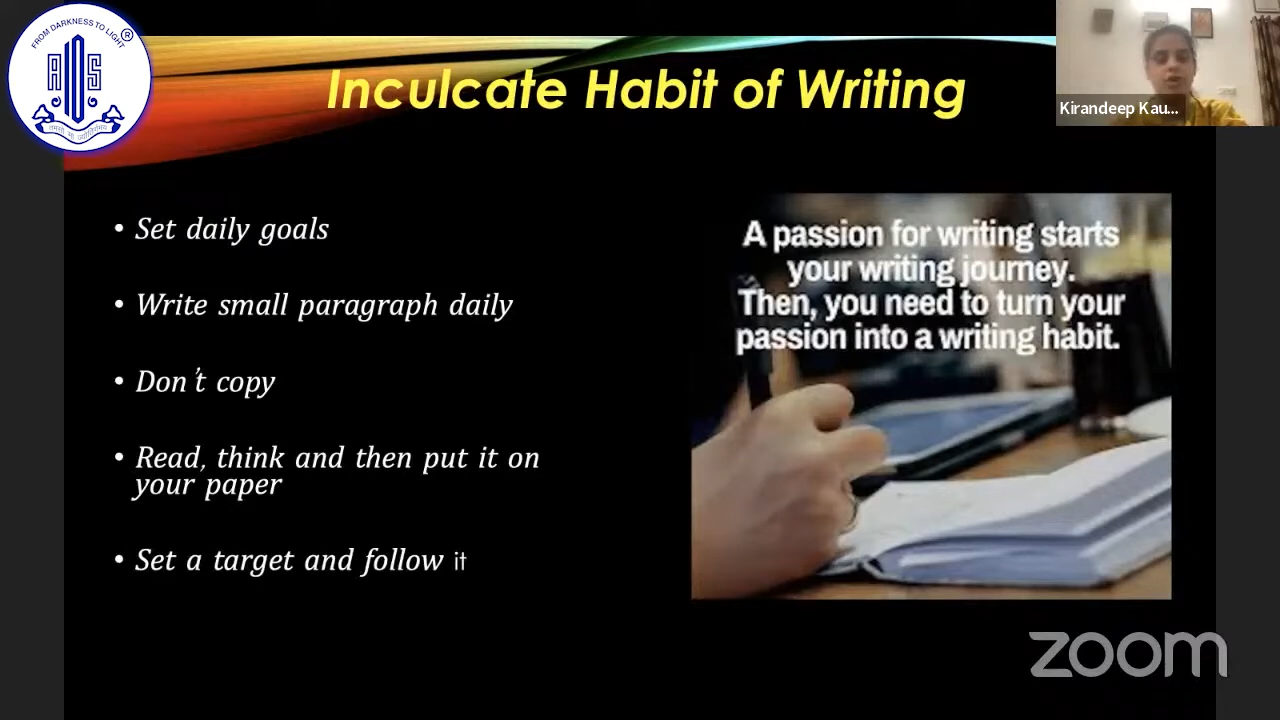 FROM DARKNESS TO LIGHT
®
AIS
Inculcate Habit of Writing
Kirandeep Kau...
• Set daily goals
• Write small paragraph daily
• Don't copy
• Read, think and then put it on
your paper
• Set a target and follow it
A passion for writing starts
your writing journey.
Then, you need to turn your
passion into a writing habit.
zoom